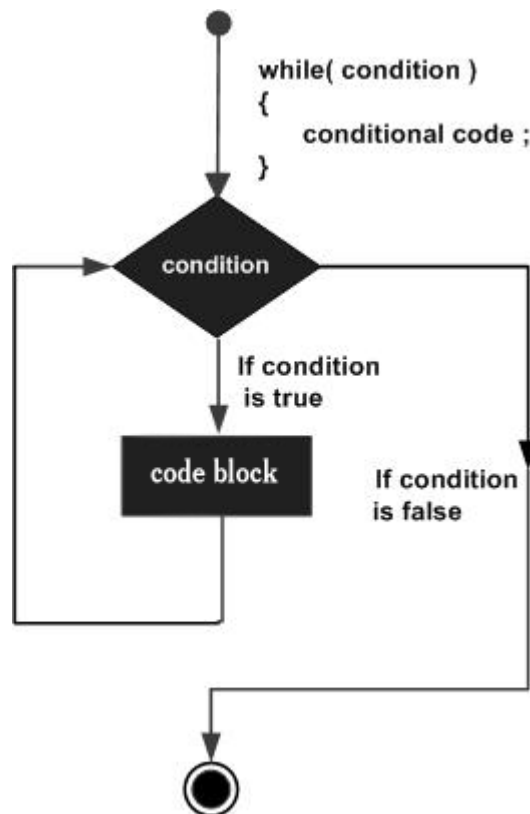 while( condition )
{
conditional code ;
}
condition
If condition
is true
code block
If condition
is false